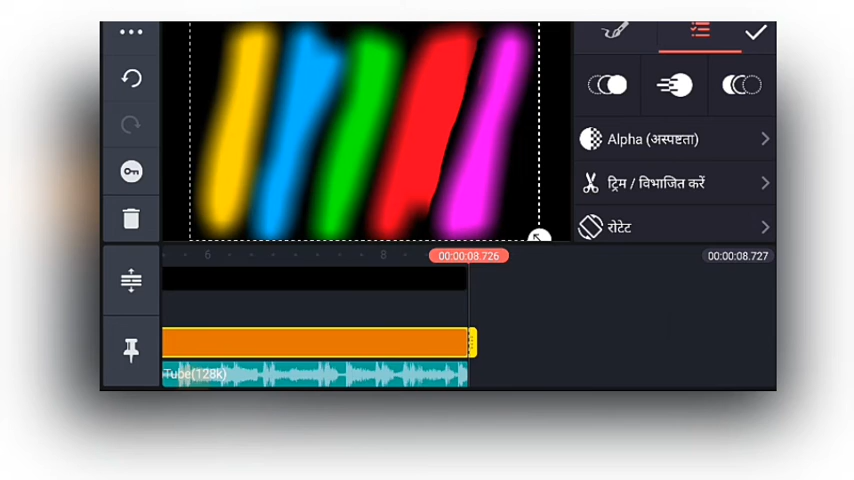 Alpha (अस्पष्टता)
ट्रिम / विभाजित करें
रोटेट
6
8
00:00:08.726
00:00:08.727
Tube(128k)